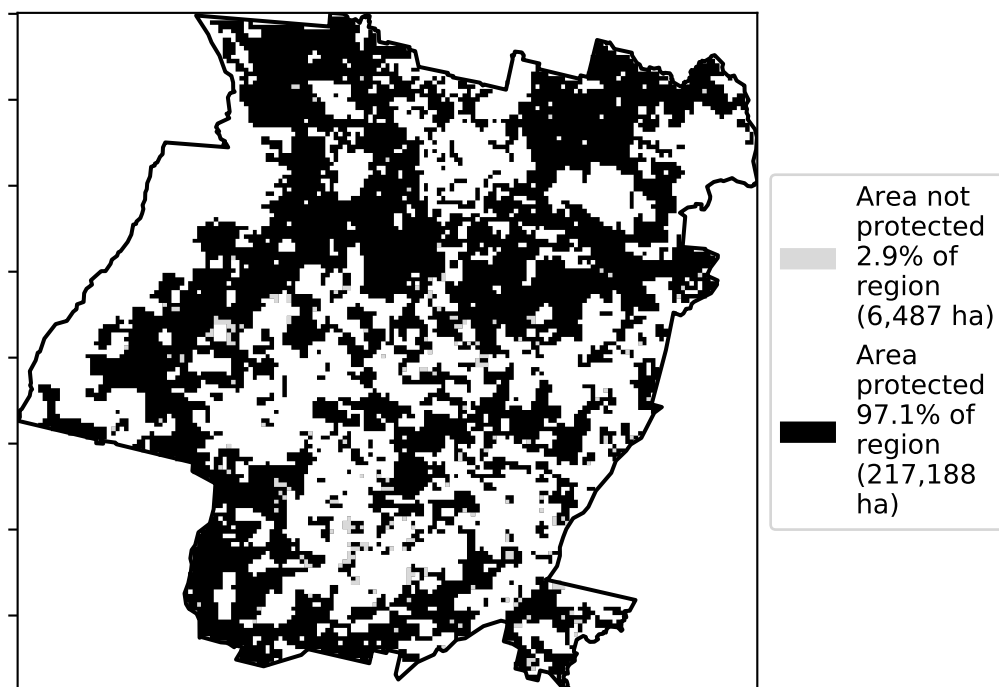 Area not
protected
2.9% of
region
(6,487 ha)
Area
protected
97.1% of
region
(217,188
ha)